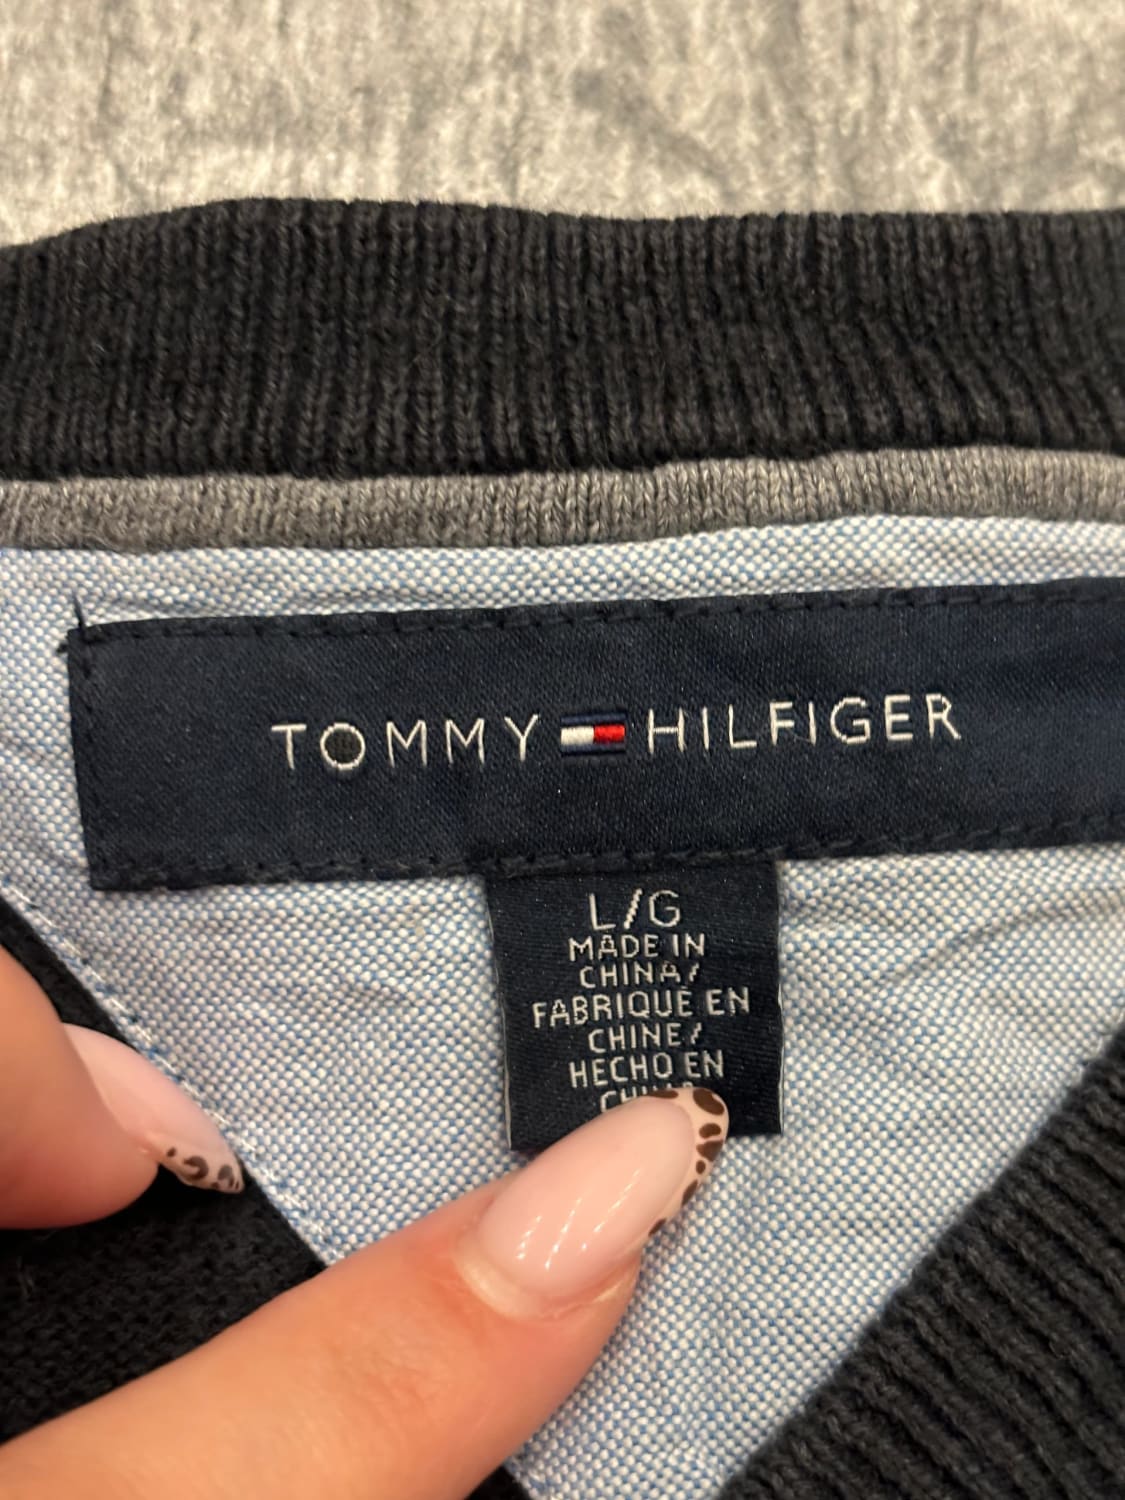 TOMMY HILFIGER
L/G
MADE IN
CHINA/
FABRIQUÉ EN
CHINE/
HECHO EN